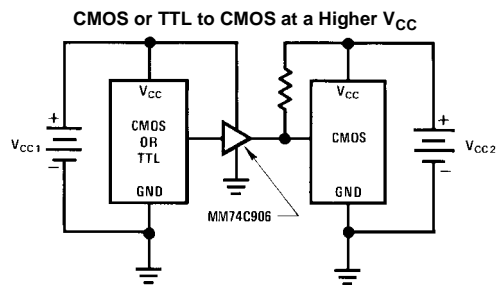 CMOS or TTL to CMOS at a Higher VCC
VCC
CMOS
OR
TTL
GND
+
VCC1
–
MM74C906
VCC
CMOS
GND
+
VCC2
–